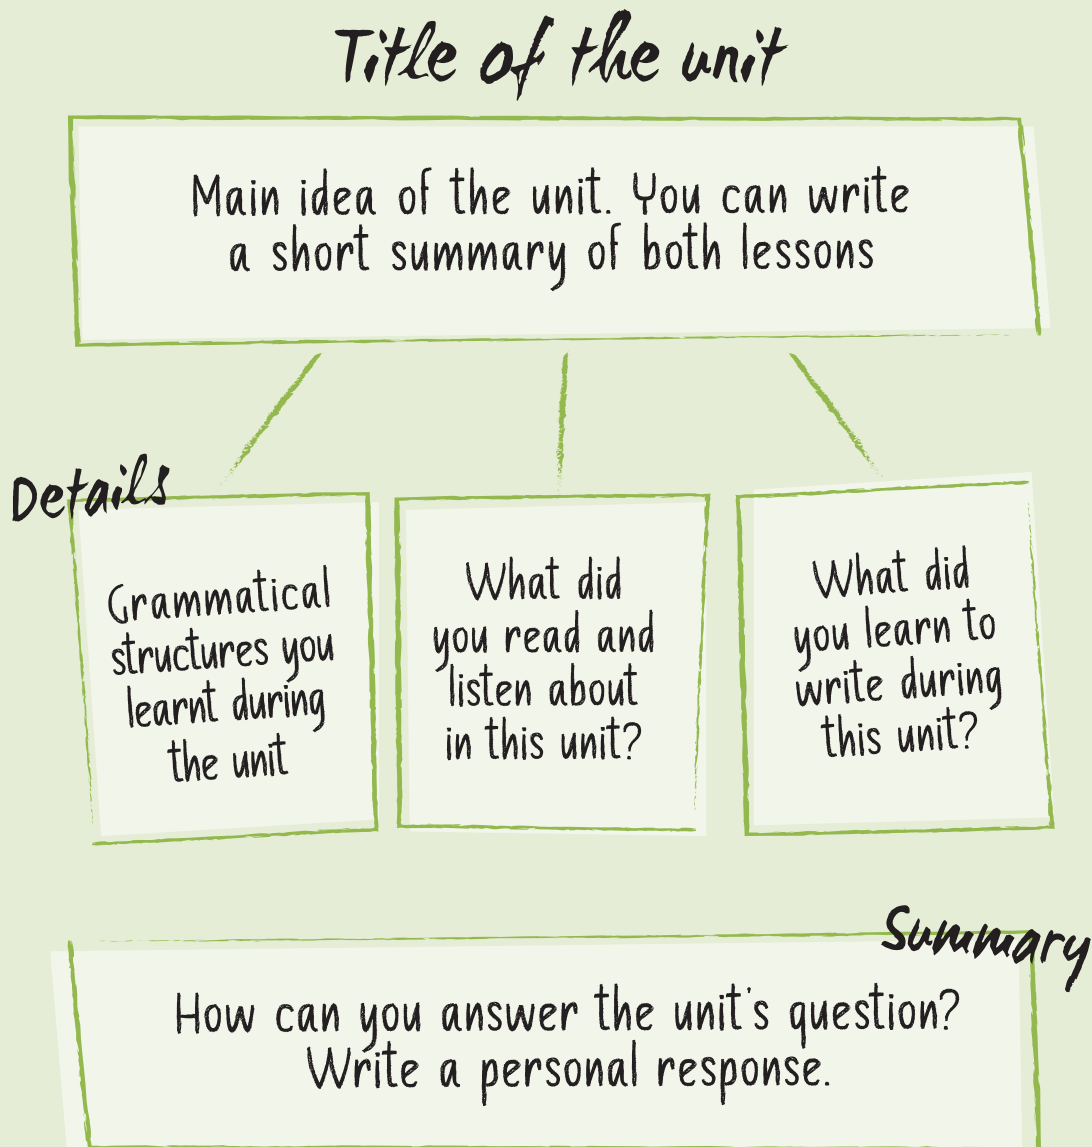 Title of the unit
Main idea of the unit. You can write
a short summary of both lessons
Details
Grammatical
structures you
learnt during
the unit
What did
you read and
listen about
in this unit?
What did
you learn to
write during
this unit?
Summary
How can you answer the unit's question?
Write a personal response.